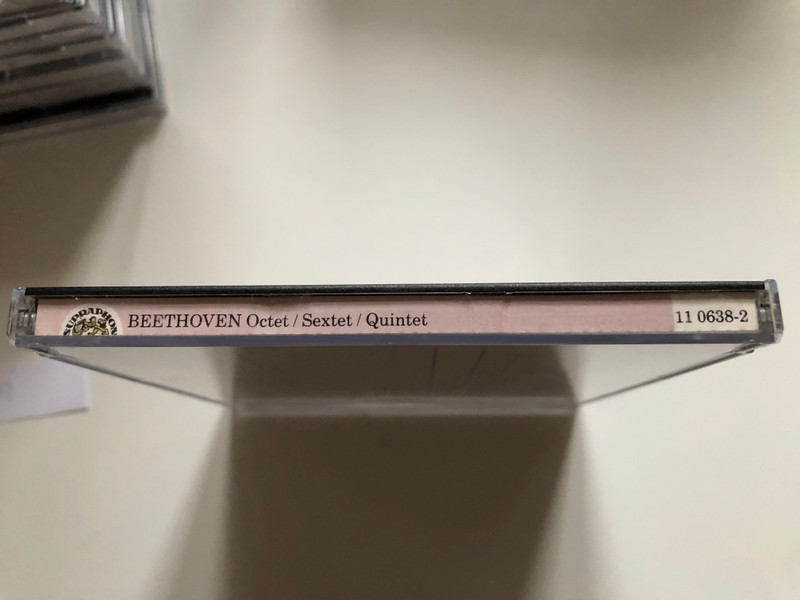 SUPRAPHON
BEETHOVEN Octet / Sextet / Quintet
11 0638-2